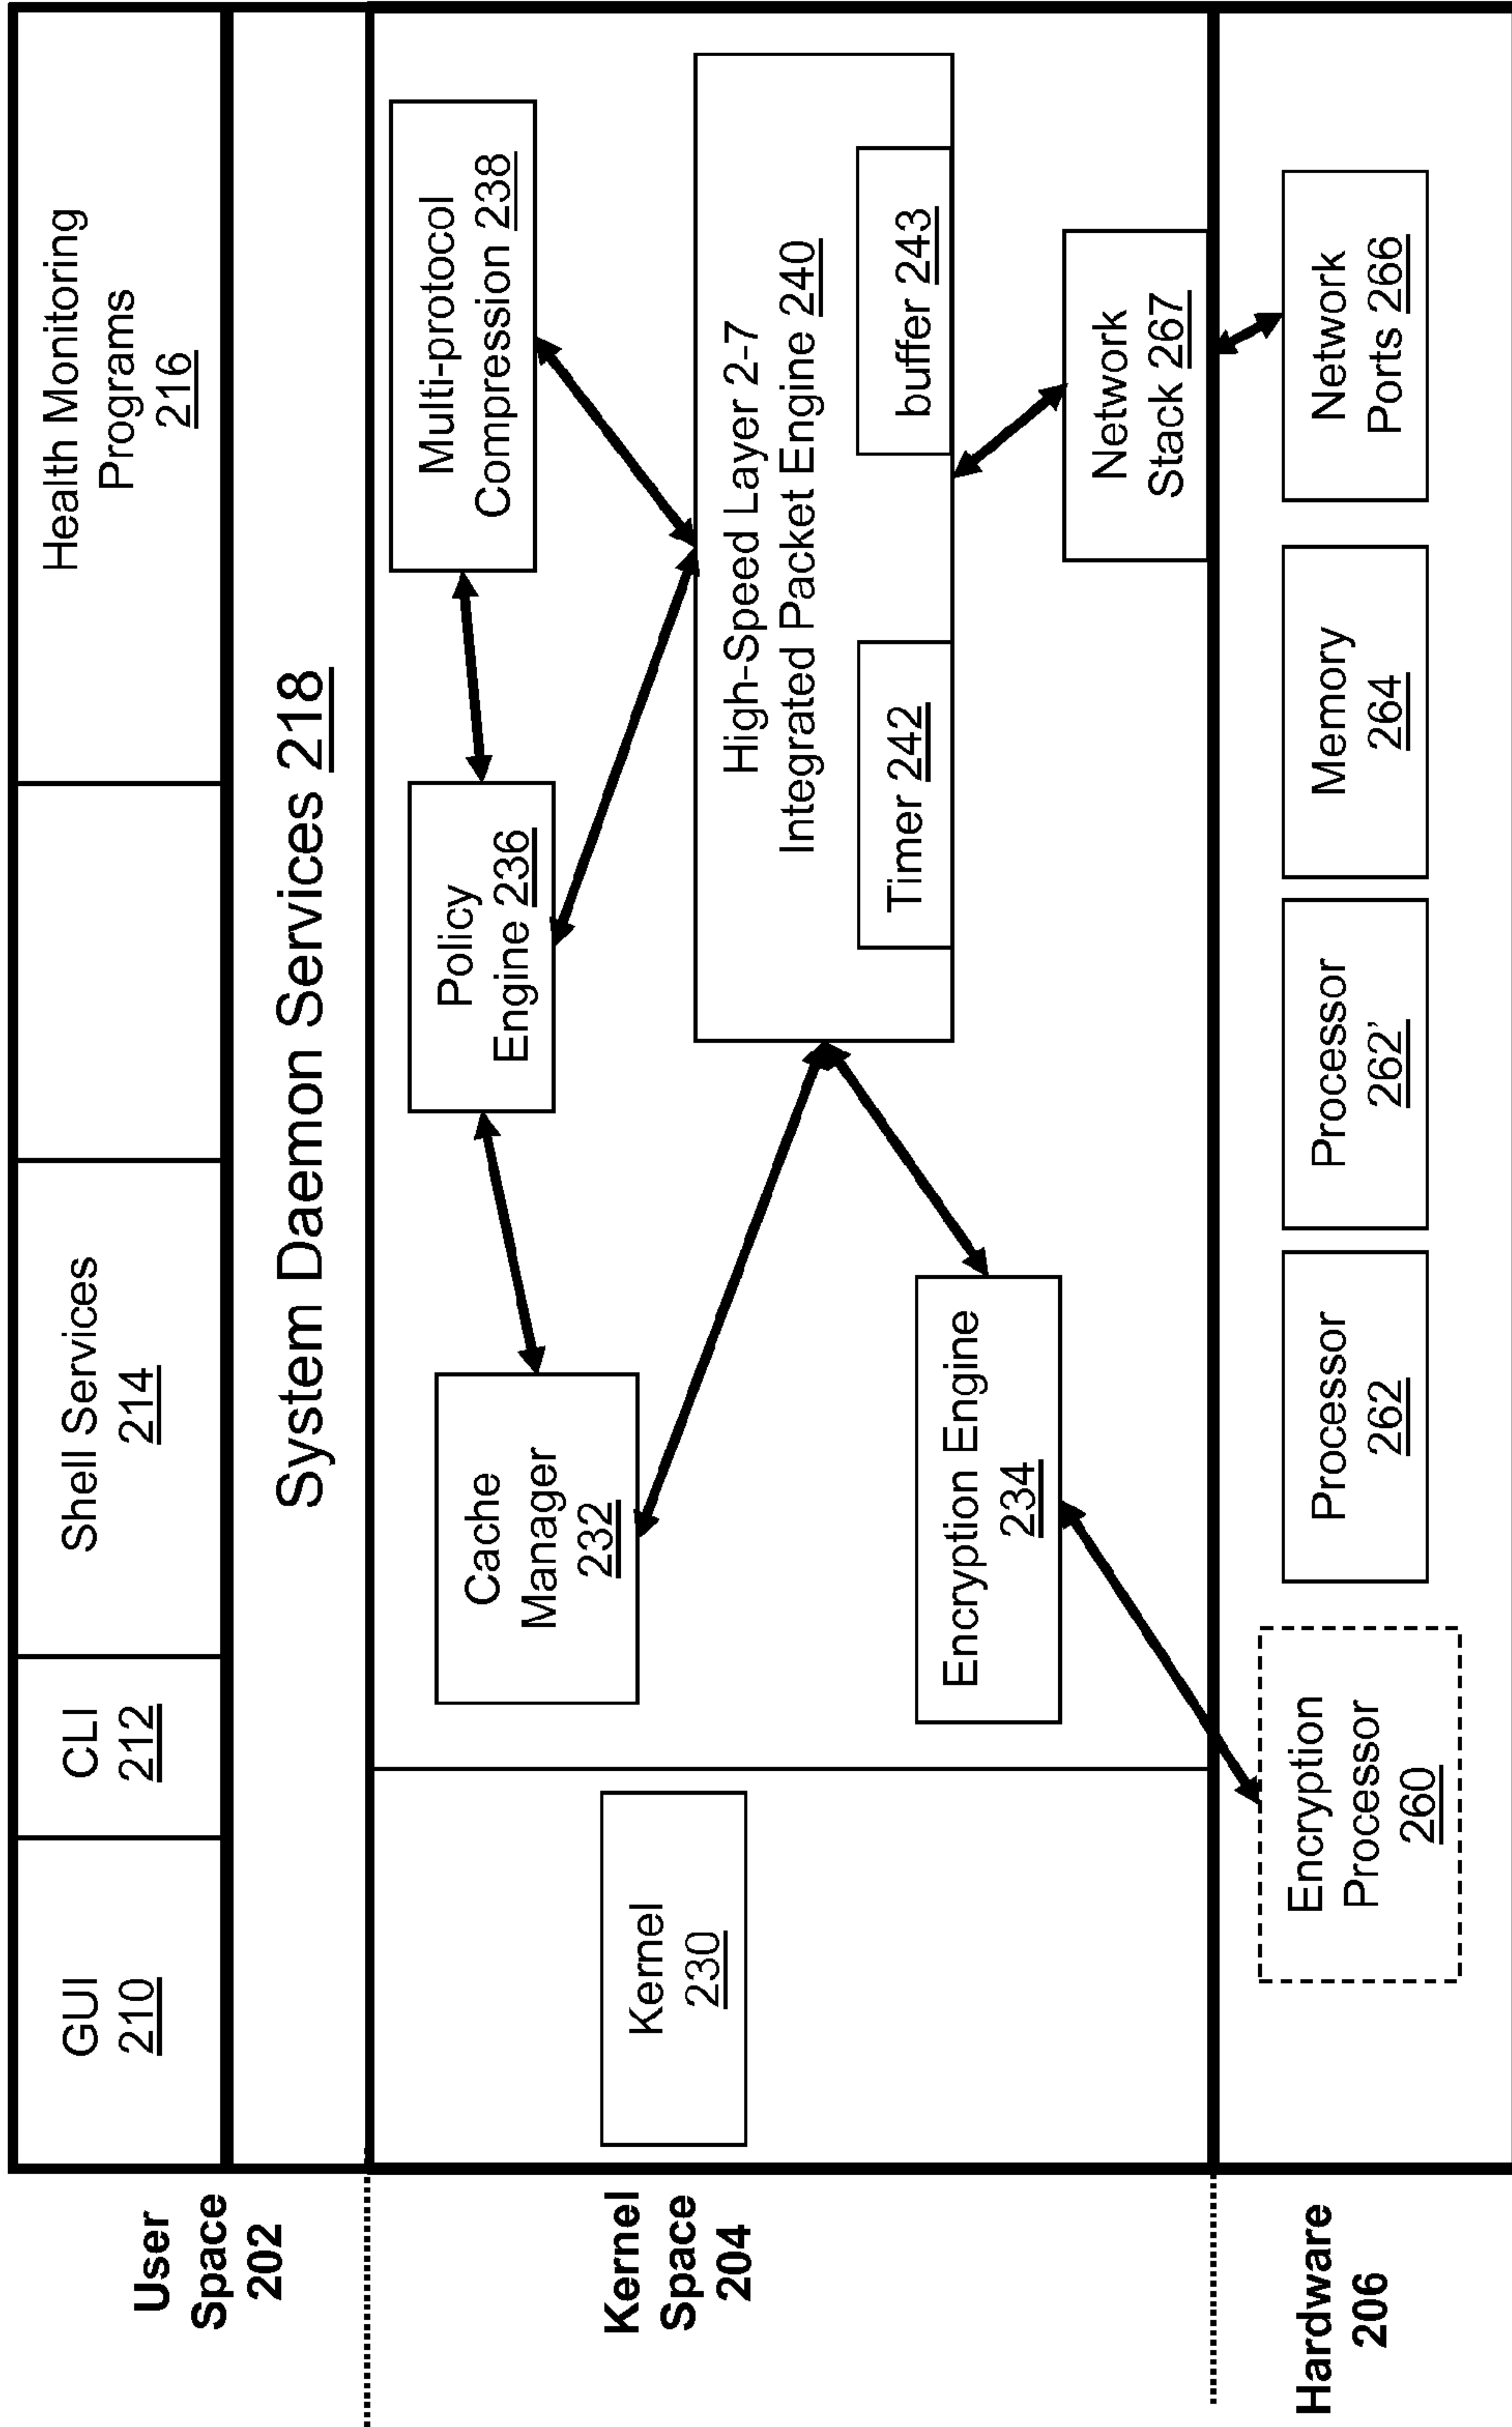 User
Space
202
GUI
210
CLI
212
Shell Services
214
Health Monitoring
Programs
216
System Daemon Services 218
Kernel
Space
204
Kernel
230
Cache
Manager
232
Policy
Engine 236
Multi-protocol
Compression 238
High-Speed Layer 2-7
Integrated Packet Engine 240
Timer 242
buffer 243
Encryption Engine
234
Network
Stack 267
Hardware
206
Encryption
Processor
260
Processor
262
Processor
262’
Memory
264
Network
Ports 266